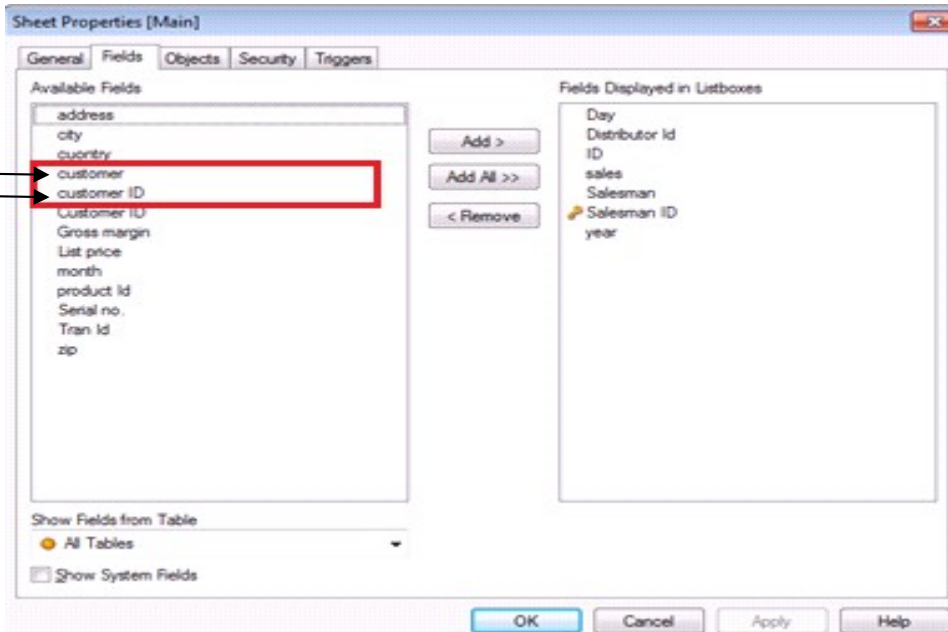 Sheet Properties [Main]
General Fields Objects Security Triggers
Available Fields
address
city
cuontry
customer
customer ID
Customer ID
Gross margin
List price
month
product Id
Serial no.
Tran Id
zip
Add >
Add All >>
< Remove
Fields Displayed in Listboxes
Day
Distributor Id
ID
sales
Salesman
Salesman ID
year
Show Fields from Table
All Tables
Show System Fields
OK Cancel Apply Help